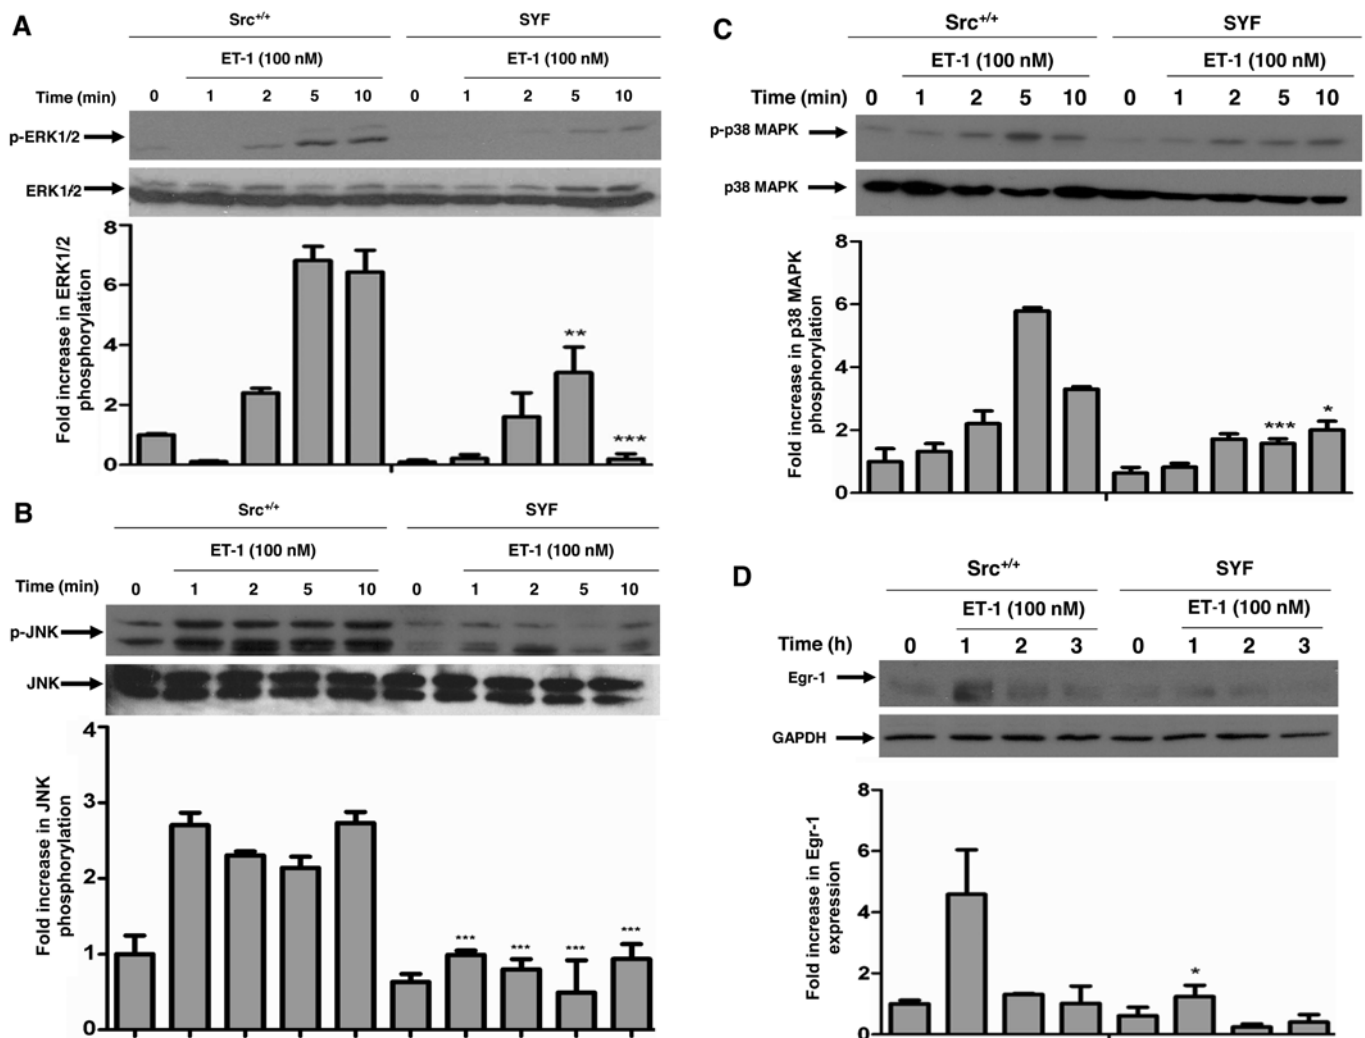 A
Src+/+ SYF
ET-1 (100 nM) ET-1 (100 nM)
Time (min) 0 1 2 5 10 0 1 2 5 10
p-ERK1/2
ERK1/2
Fold increase in ERK1/2
phosphorylation
8
6
4
2
0
**
***
B
Src+/+ SYF
ET-1 (100 nM) ET-1 (100 nM)
Time (min) 0 1 2 5 10 0 1 2 5 10
p-JNK
JNK
Fold increase in JNK
phosphorylation
4
3
2
1
0
*** *** *** ***
C
Src+/+ SYF
ET-1 (100 nM) ET-1 (100 nM)
Time (min) 0 1 2 5 10 0 1 2 5 10
p-p38 MAPK
p38 MAPK
Fold increase in p38 MAPK
phosphorylation
8
6
4
2
0
*** *
D
Src+/+ SYF
ET-1 (100 nM) ET-1 (100 nM)
Time (h) 0 1 2 3 0 1 2 3
Egr-1
GAPDH
Fold increase in Egr-1
expression
8
6
4
2
0
*